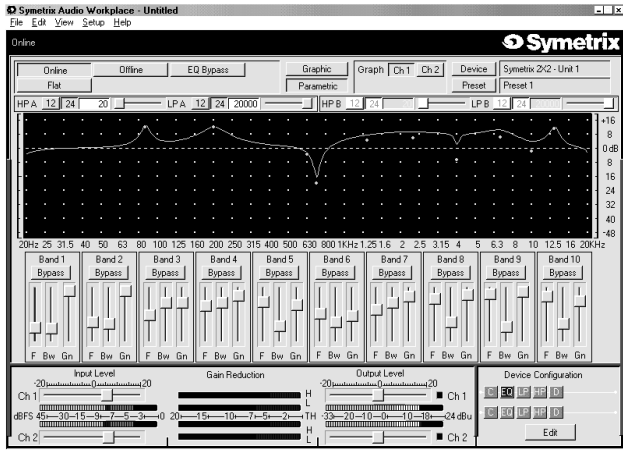 Symetrix Audio Workplace - Untitled
File Edit View Setup Help
Online
Symetrix
Online Offline EQ Bypass Graphic Graph Ch 1 Ch 2 Device Symetrix 2X2 - Unit 1
Flat Parametric Preset Preset 1
HP A 12 24 20 LP A 12 24 20000 HP B 12 24 LP B 12 24
+16
8
0 dB
8
16
24
32
40
-48
20Hz 25 31.5 40 50 63 80 100 125 160 200 250 315 400 500 630 800 1KHz 1.25 1.6 2 2.5 3.15 4 5 6.3 8 10 12.5 16 20KHz
Band 1 Band 2 Band 3 Band 4 Band 5 Band 6 Band 7 Band 8 Band 9 Band 10
Bypass Bypass Bypass Bypass Bypass Bypass Bypass Bypass Bypass Bypass
F Bw Gn F Bw Gn F Bw Gn F Bw Gn F Bw Gn F Bw Gn F Bw Gn F Bw Gn F Bw Gn F Bw Gn
Input Level Gain Reduction Output Level Device Configuration
-20 0 20 -20 0 20
Ch 1 H Ch 1 C EQ LP HP D
L
dBFS 45 30 15 9 7 5 3 0 20 15 10 7 5 2 TH -33 20 10 0 10 18 24 dBu
H C EQ LP HP D
Ch 2 L Ch 2 Edit